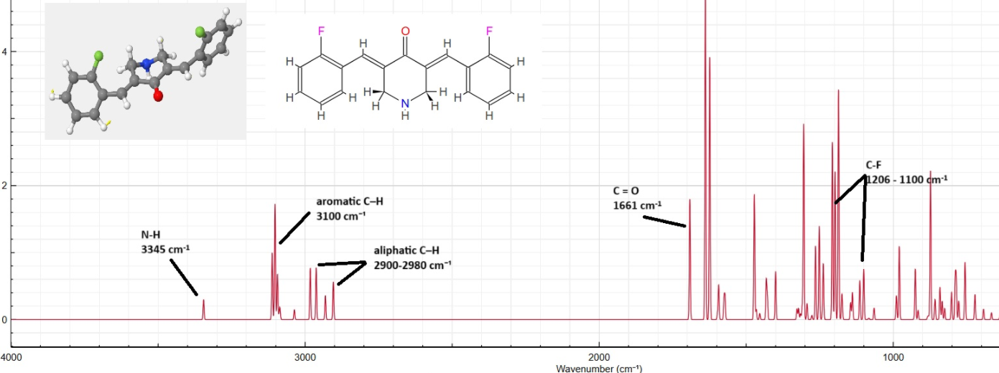 F O F
H H H H
H H H H H H
H H N H H
H H H
4
C-F
1206 - 1100 cm⁻¹
2
C = O
1661 cm⁻¹
aromatic C–H
3100 cm⁻¹
N-H
3345 cm⁻¹
aliphatic C–H
2900-2980 cm⁻¹
0
4000 3000 2000 1000
Wavenumber (cm⁻¹)